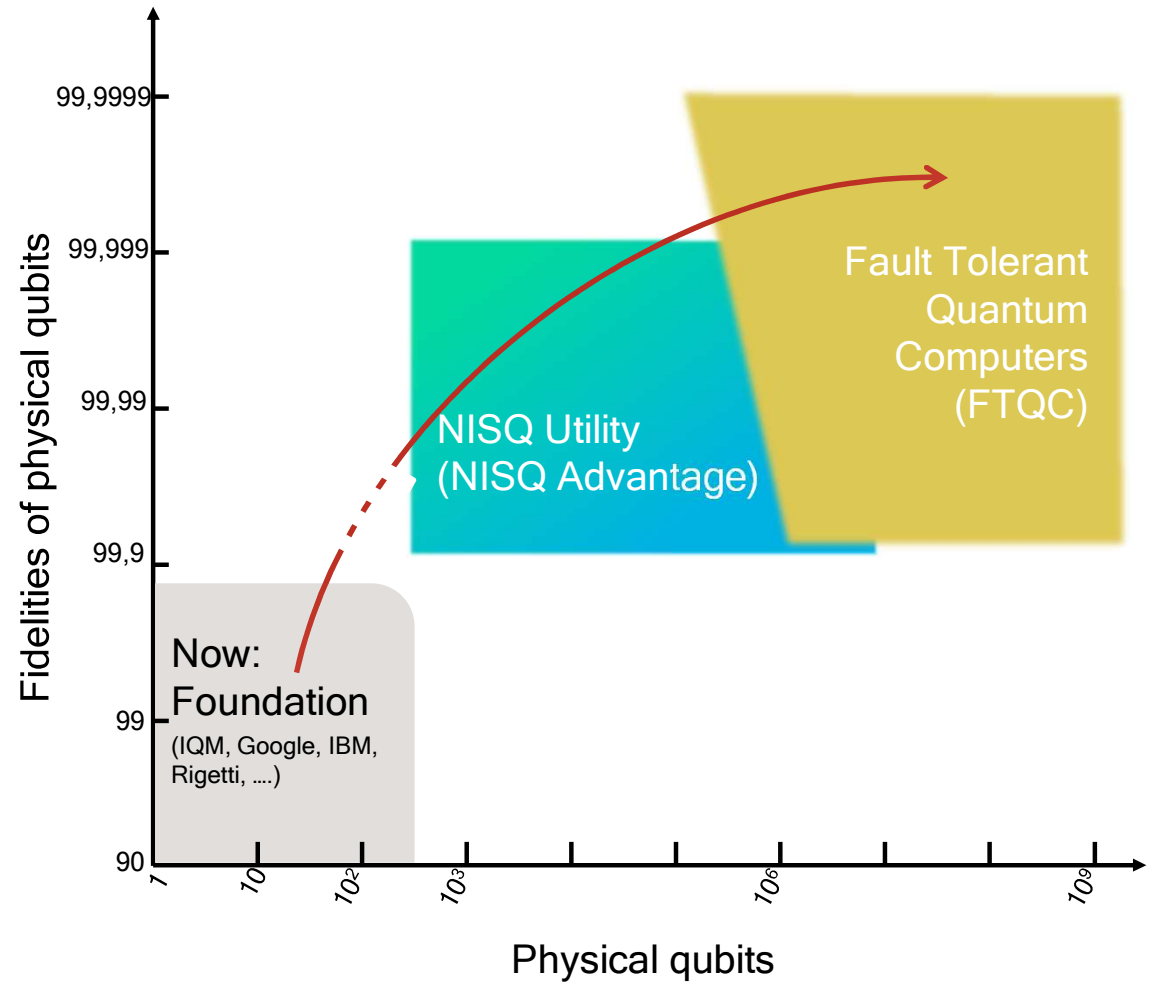 Fidelities of physical qubits
99,9999
99,999
99,99
99,9
99
90
Fault Tolerant
Quantum
Computers
(FTQC)
NISQ Utility
(NISQ Advantage)
Now:
Foundation
(IQM, Google, IBM,
Rigetti, ....)
1
10
10²
10³
10⁶
10⁹
Physical qubits